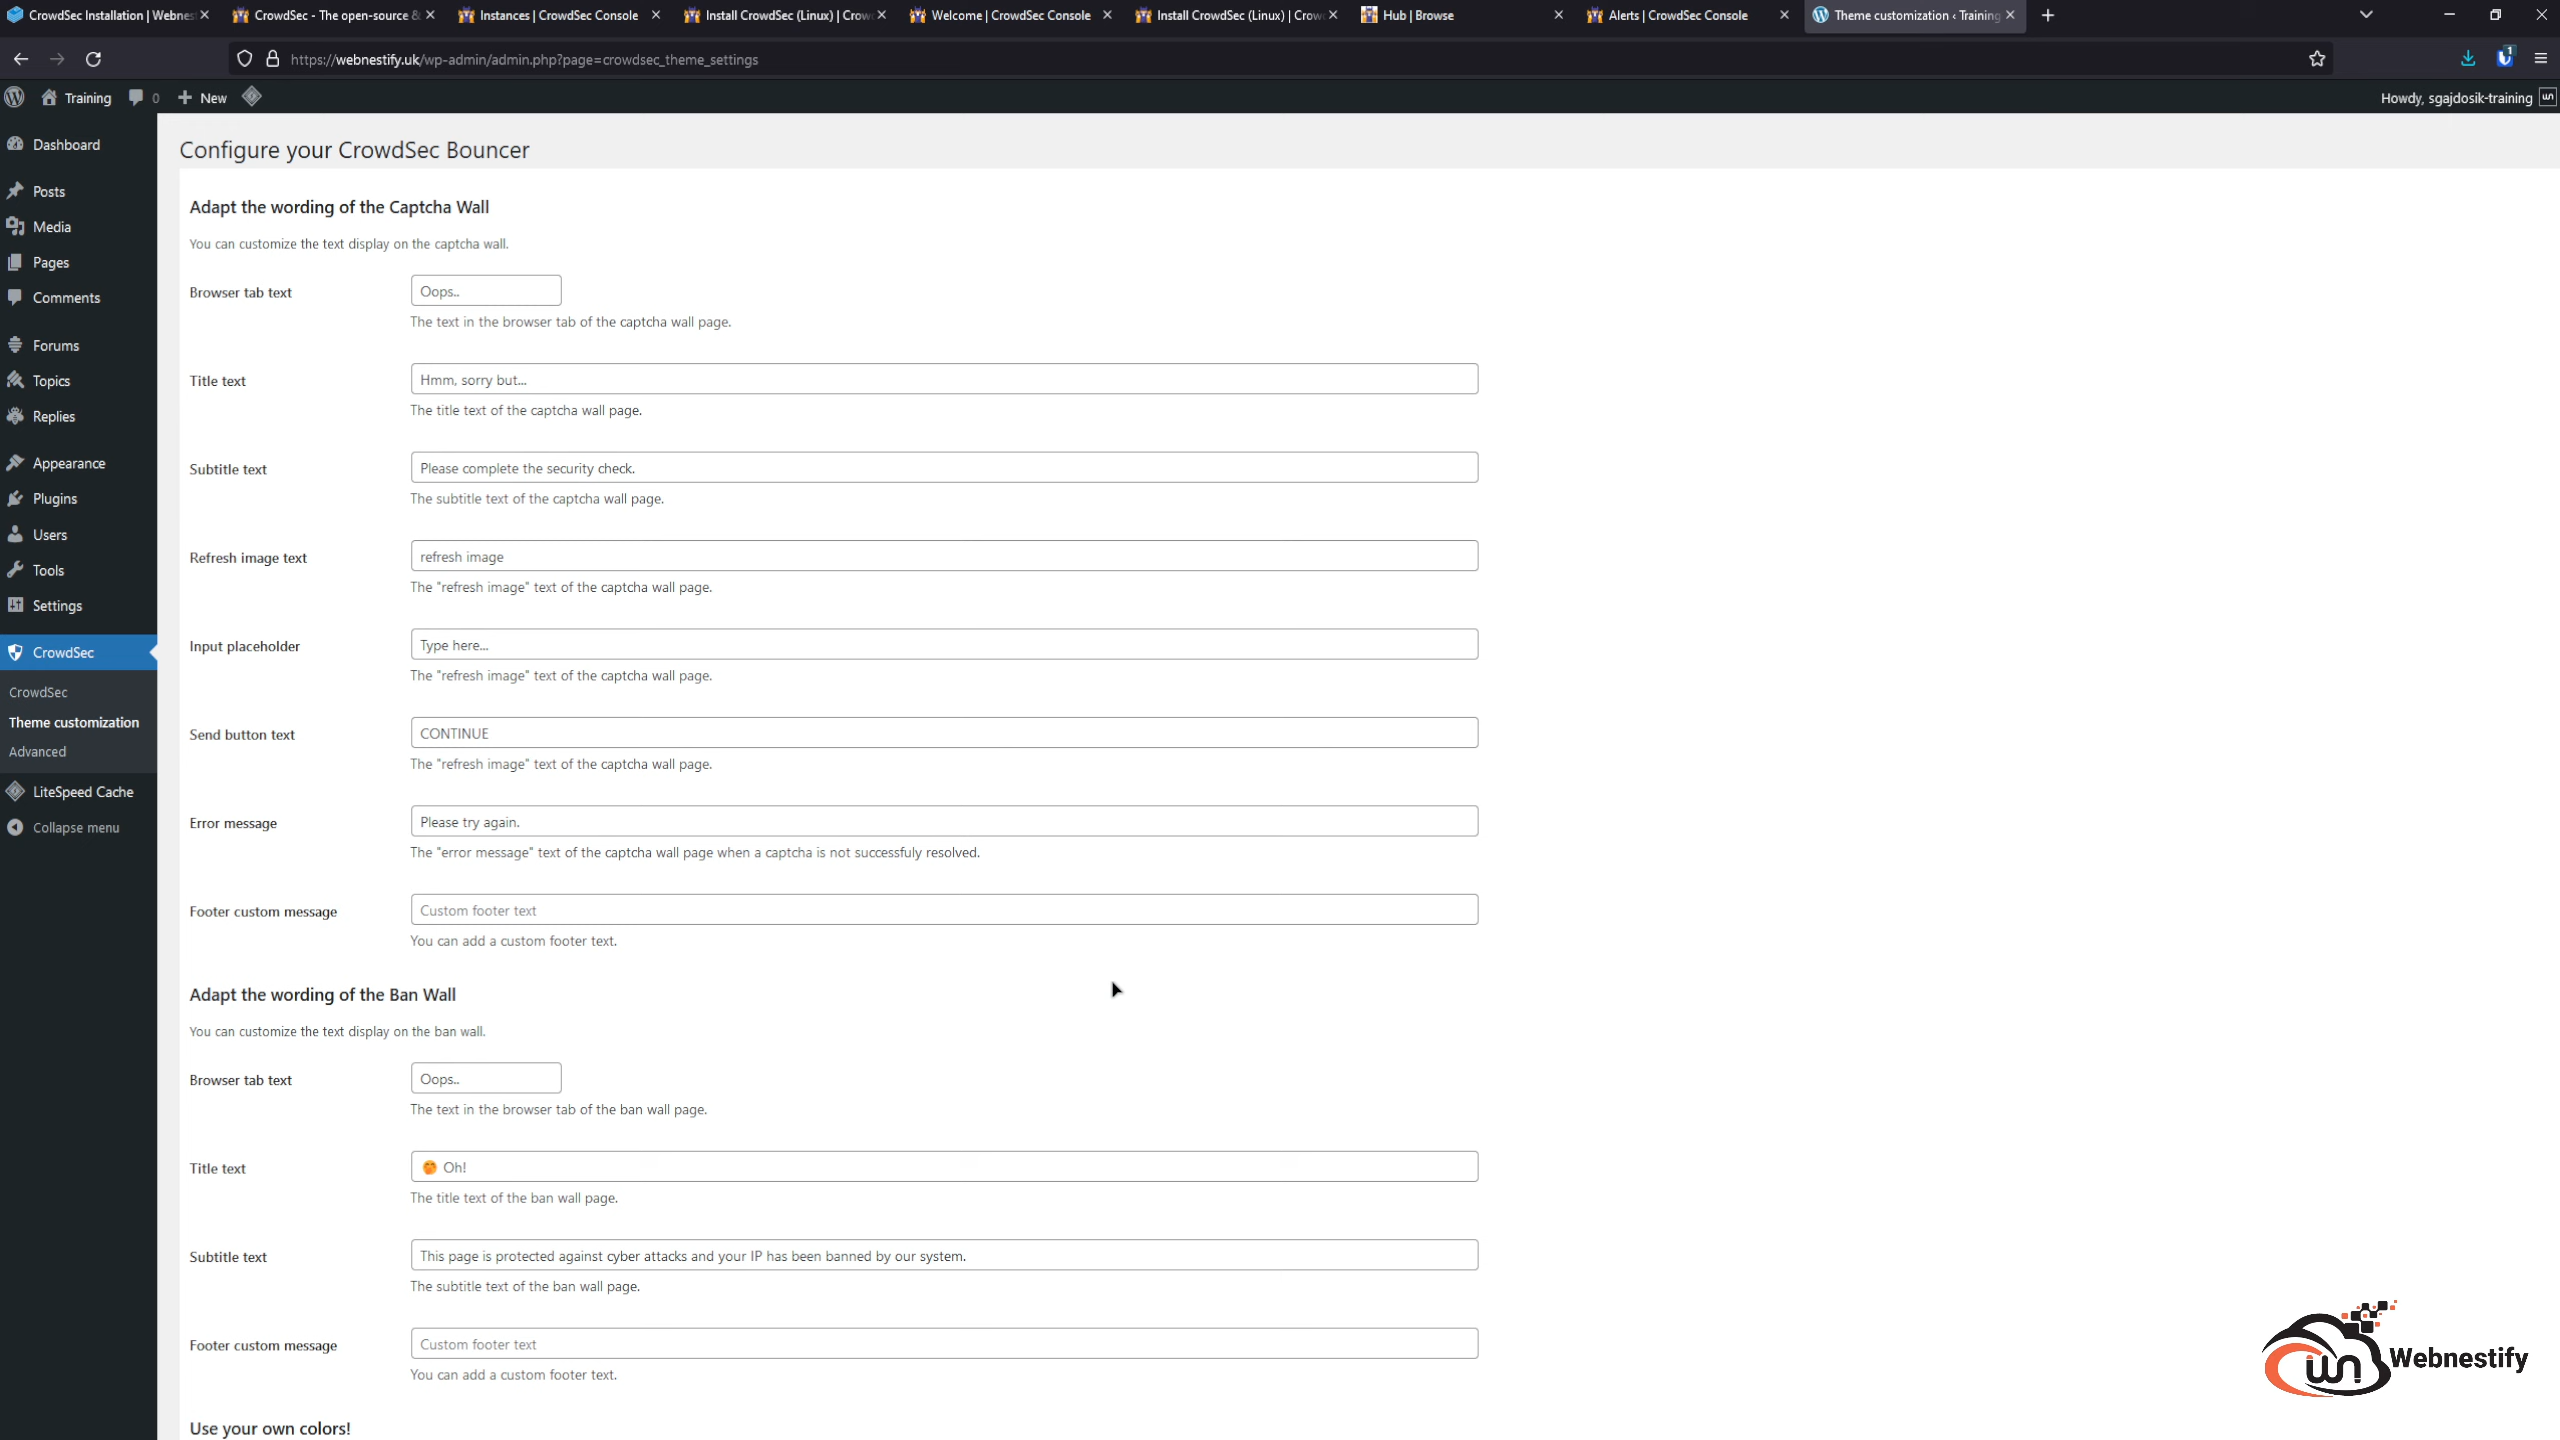 CrowdSec Installation | Webnes
CrowdSec - The open-source &
Instances | CrowdSec Console
Install CrowdSec (Linux) | Crow
Welcome | CrowdSec Console
Install CrowdSec (Linux) | Crow
Hub | Browse
Alerts | CrowdSec Console
Theme customization ‹ Training
https://webnestify.uk/wp-admin/admin.php?page=crowdsec_theme_settings
1
Training
0
New
Howdy, sgajdosik-training
Dashboard
Posts
Media
Pages
Comments
Forums
Topics
Replies
Appearance
Plugins
Users
Tools
Settings
CrowdSec
CrowdSec
Theme customization
Advanced
LiteSpeed Cache
Collapse menu
Configure your CrowdSec Bouncer
Adapt the wording of the Captcha Wall
You can customize the text display on the captcha wall.
Browser tab text
Oops..
The text in the browser tab of the captcha wall page.
Title text
Hmm, sorry but...
The title text of the captcha wall page.
Subtitle text
Please complete the security check.
The subtitle text of the captcha wall page.
Refresh image text
refresh image
The "refresh image" text of the captcha wall page.
Input placeholder
Type here...
The "refresh image" text of the captcha wall page.
Send button text
CONTINUE
The "refresh image" text of the captcha wall page.
Error message
Please try again.
The "error message" text of the captcha wall page when a captcha is not successfuly resolved.
Footer custom message
Custom footer text
You can add a custom footer text.
Adapt the wording of the Ban Wall
You can customize the text display on the ban wall.
Browser tab text
Oops..
The text in the browser tab of the ban wall page.
Title text
🤭 Oh!
The title text of the ban wall page.
Subtitle text
This page is protected against cyber attacks and your IP has been banned by our system.
The subtitle text of the ban wall page.
Footer custom message
Custom footer text
You can add a custom footer text.
Use your own colors!
wn Webnestify